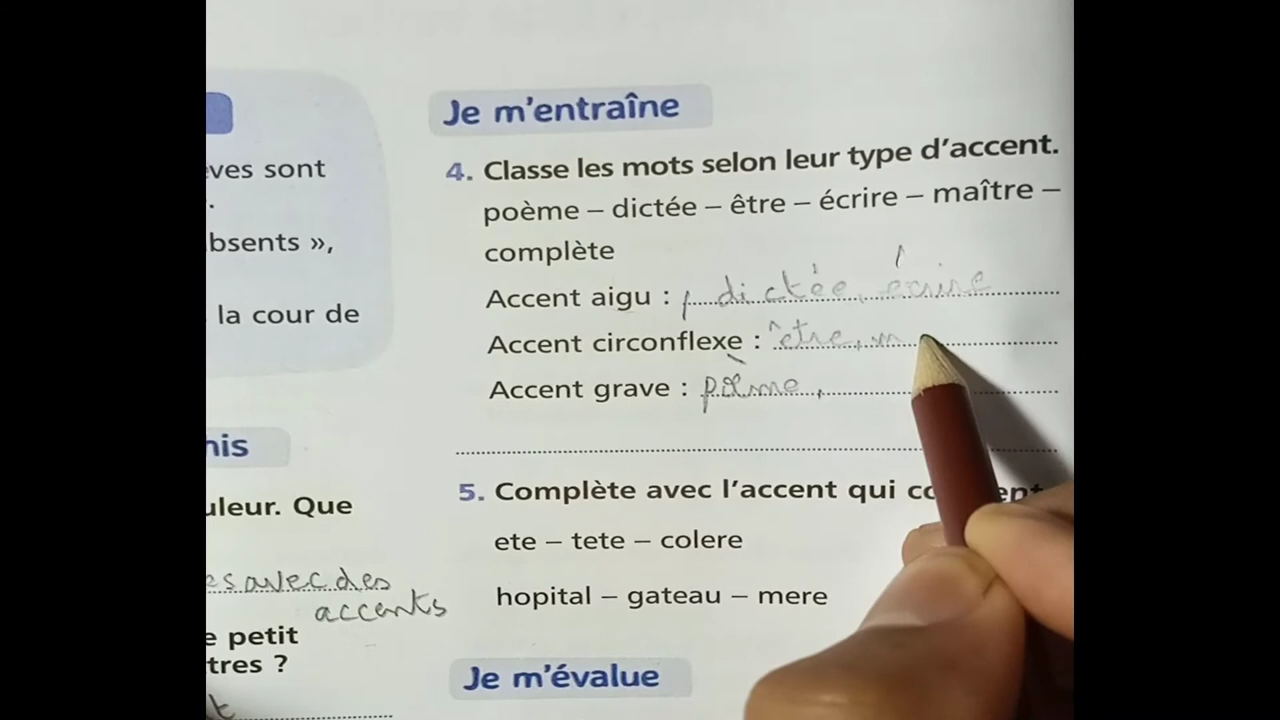 Je m'entraîne
4. Classe les mots selon leur type d'accent.
poème – dictée – être – écrire – maître –
complète
Accent aigu : dictée, écrire
Accent circonflexe : ^ être, m
Accent grave : poème,
5. Complète avec l'accent qui
ete – tete – colere
hopital – gateau – mere
Je m'évalue
ves sont
.
bsents »,
la cour de
nis
uleur. Que
es avec des
accents
e petit
tres ?